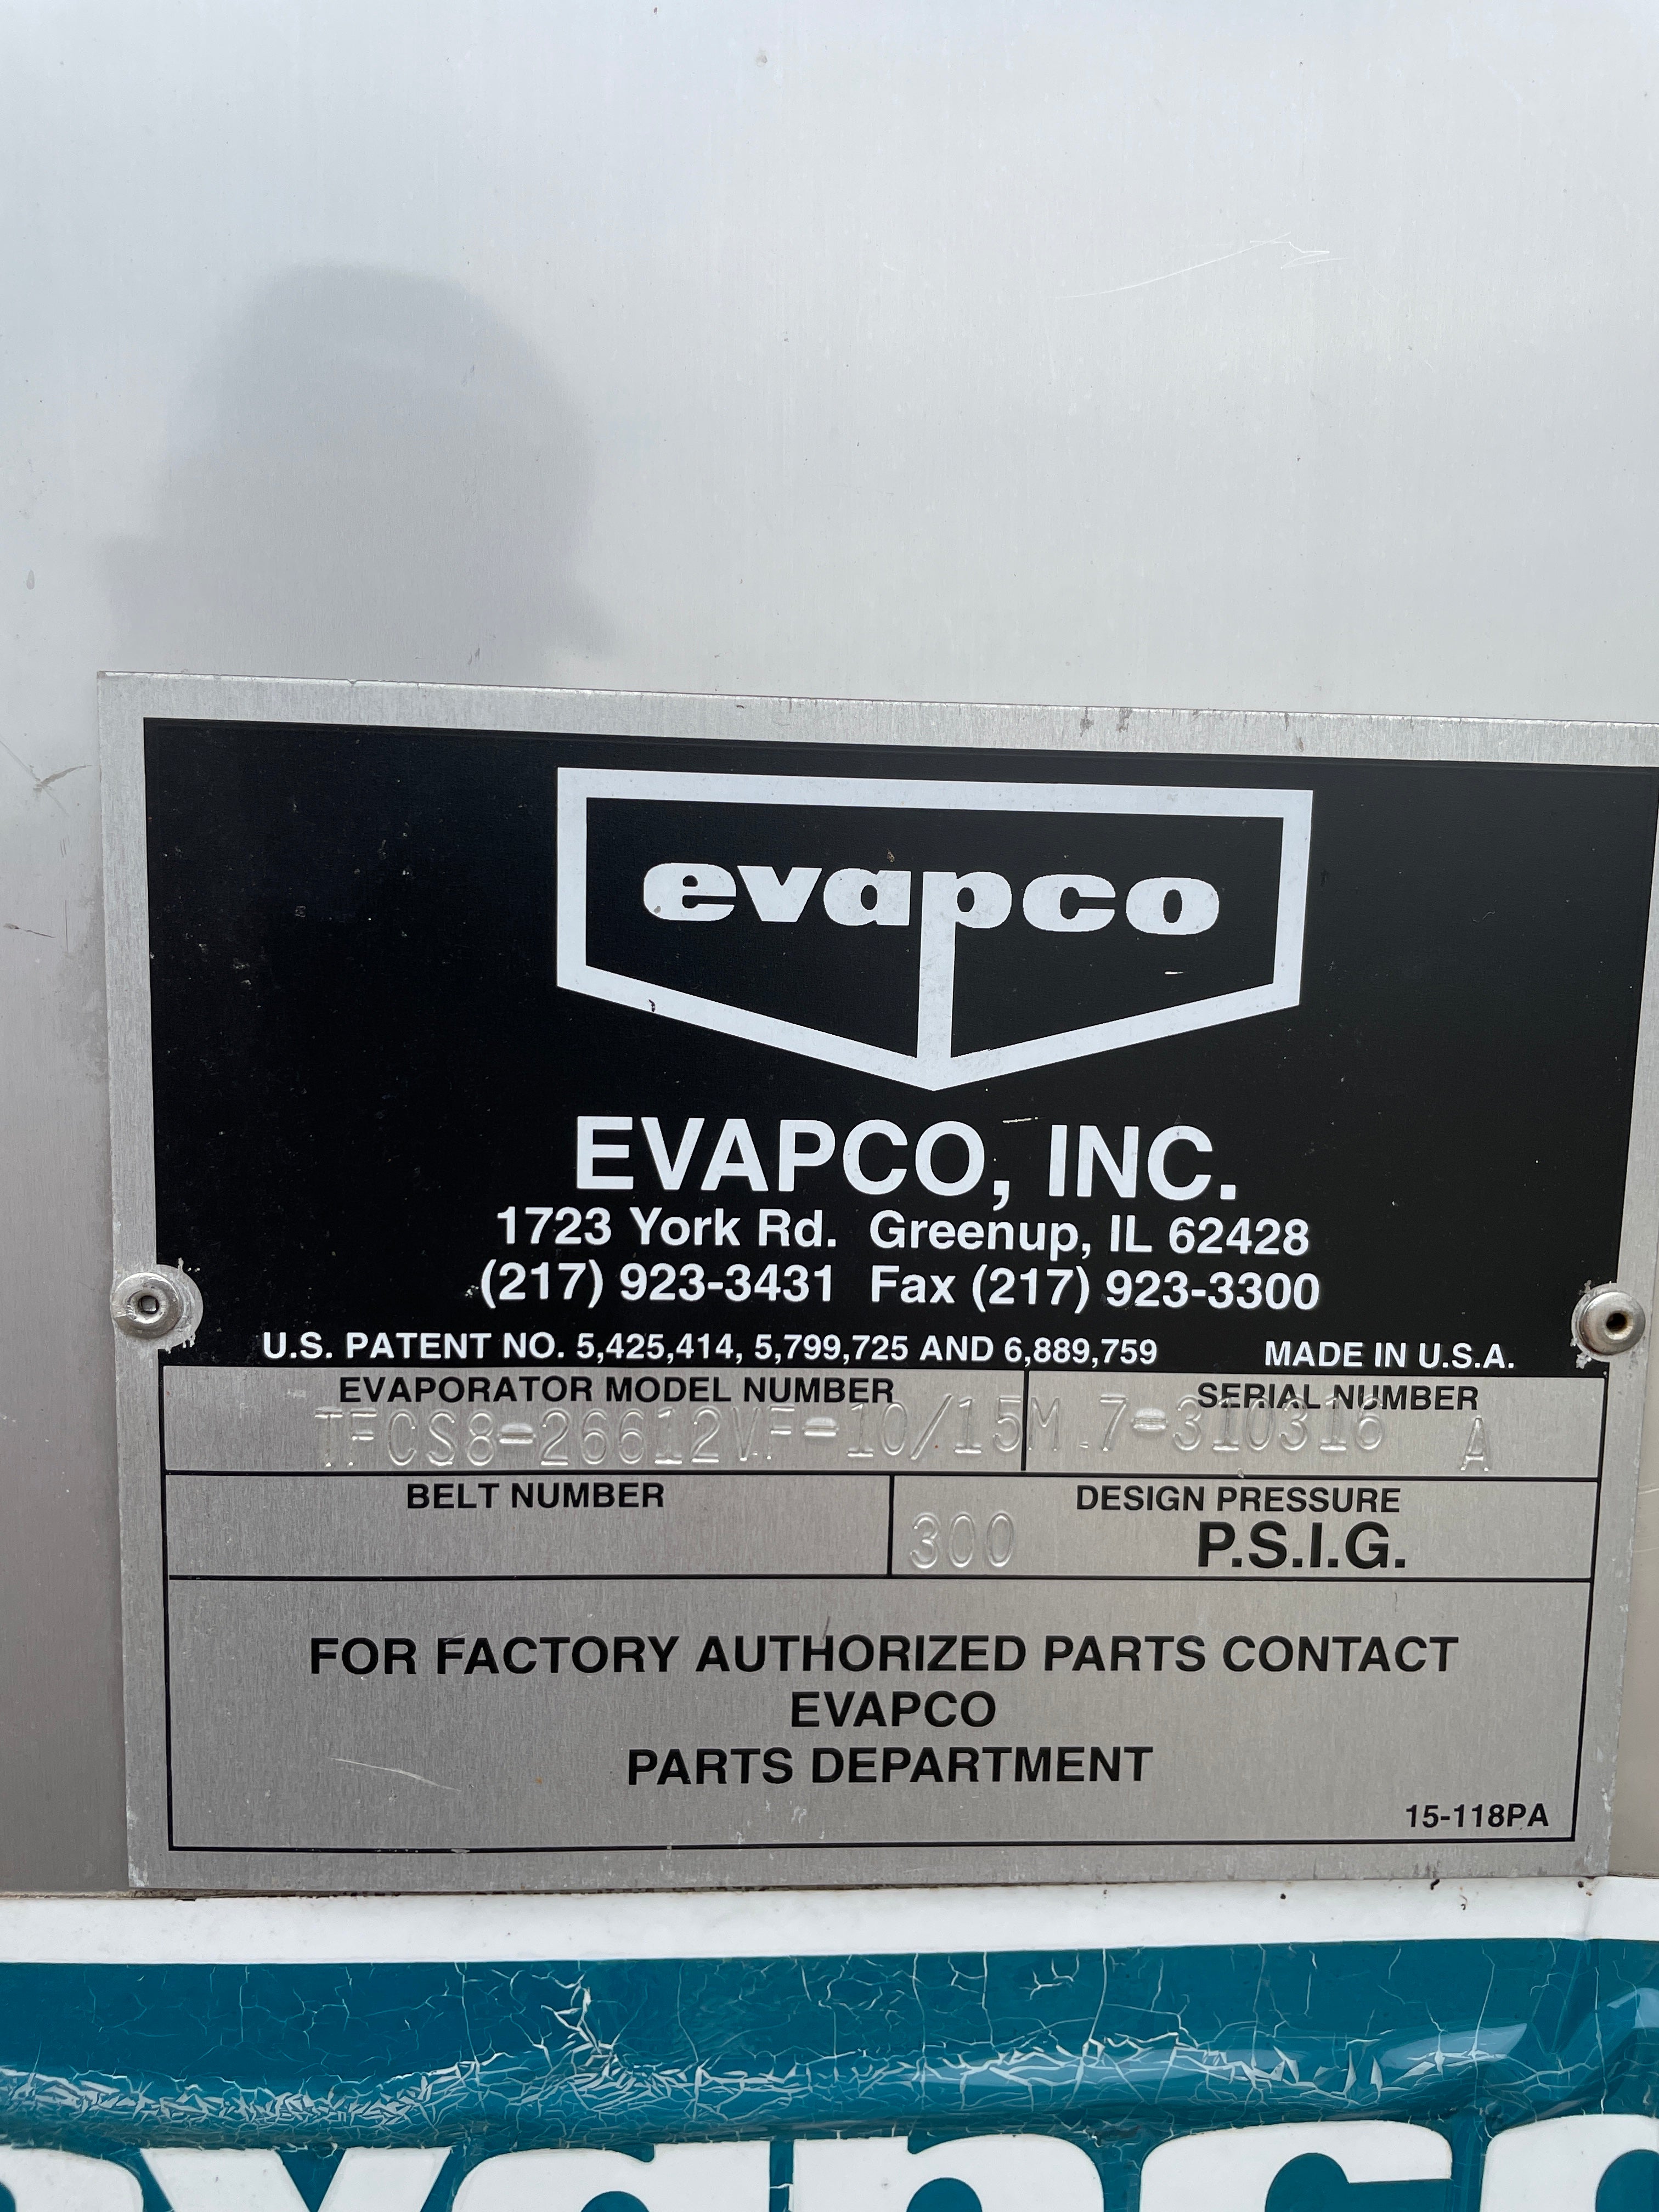 evapco
EVAPCO, INC.
1723 York Rd. Greenup, IL 62428
(217) 923-3431 Fax (217) 923-3300
U.S. PATENT NO. 5,425,414, 5,799,725 AND 6,889,759 MADE IN U.S.A.
EVAPORATOR MODEL NUMBER SERIAL NUMBER
TFCS8-26612VF-10/15M.7-310316 A
BELT NUMBER DESIGN PRESSURE
300 P.S.I.G.
FOR FACTORY AUTHORIZED PARTS CONTACT
EVAPCO
PARTS DEPARTMENT
15-118PA
evapco